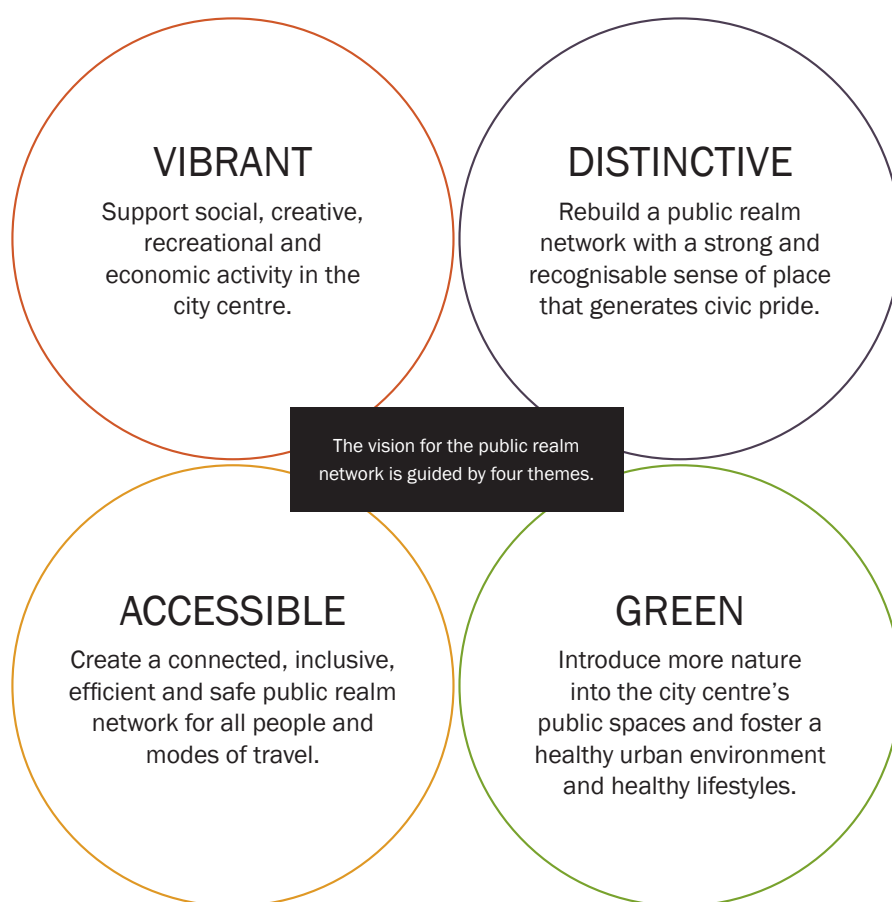 VIBRANT
Support social, creative,
recreational and
economic activity in the
city centre.
DISTINCTIVE
Rebuild a public realm
network with a strong and
recognisable sense of place
that generates civic pride.
The vision for the public realm
network is guided by four themes.
ACCESSIBLE
Create a connected, inclusive,
efficient and safe public realm
network for all people and
modes of travel.
GREEN
Introduce more nature
into the city centre’s
public spaces and foster a
healthy urban environment
and healthy lifestyles.